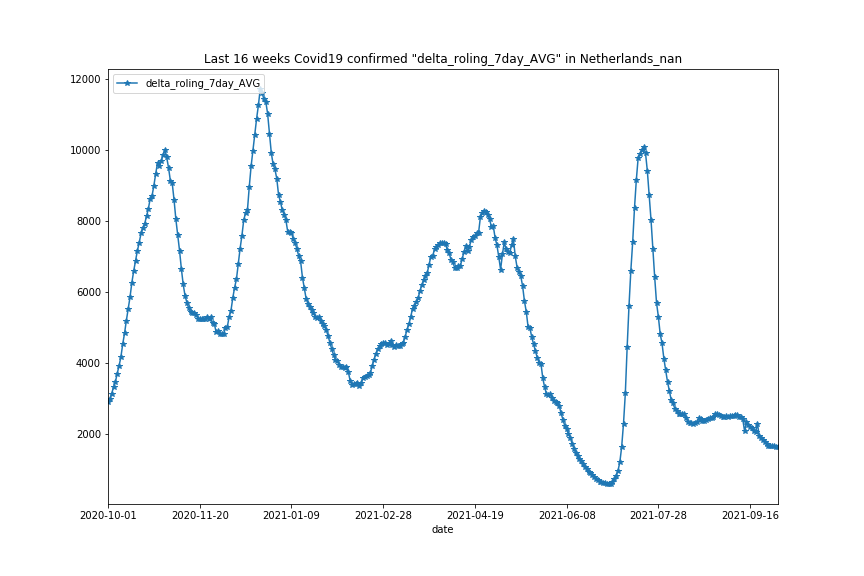 Last 16 weeks Covid19 confirmed "delta_roling_7day_AVG" in Netherlands_nan
delta_roling_7day_AVG
12000
10000
8000
6000
4000
2000
2020-10-01 2020-11-20 2021-01-09 2021-02-28 2021-04-19 2021-06-08 2021-07-28 2021-09-16
date